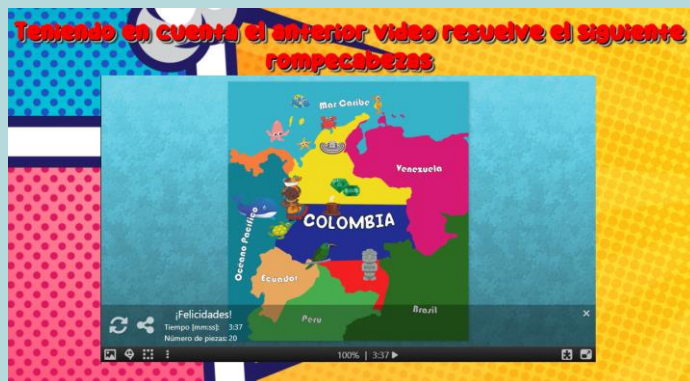 Teniendo en cuenta el anterior video resuelve el siguiente
rompecabezas
Mar Caribe
Venezuela
COLOMBIA
Oceano Pacifico
Ecuador
Peru
Brasil
¡Felicidades!
Tiempo [mm:ss]: 3:37
Número de piezas: 20
100% | 3:37